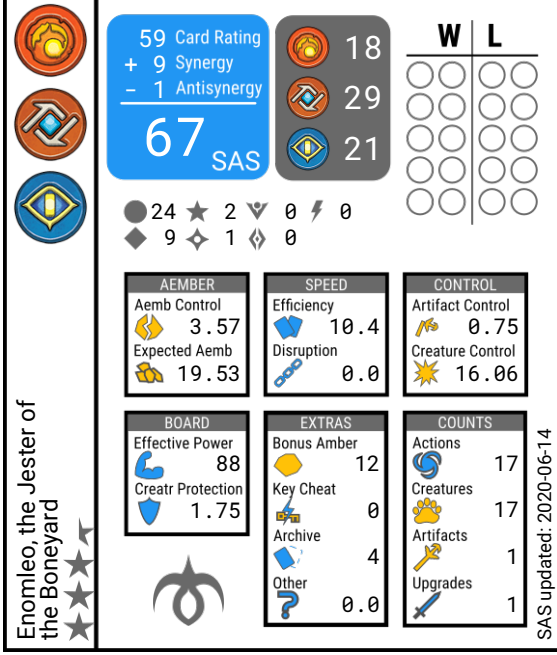 59 Card Rating
+ 9 Synergy
- 1 Antisynergy
67 SAS
18
29
21
W L
24 2 0 0
9 1 0
AEMBER
Aemb Control
3.57
Expected Aemb
19.53
SPEED
Efficiency
10.4
Disruption
0.0
CONTROL
Artifact Control
0.75
Creature Control
16.06
BOARD
Effective Power
88
Creatr Protection
1.75
EXTRAS
Bonus Amber
12
Key Cheat
0
Archive
4
Other
0.0
COUNTS
Actions
17
Creatures
17
Artifacts
1
Upgrades
1
Enomleo, the Jester of
the Boneyard
SAS updated: 2020-06-14